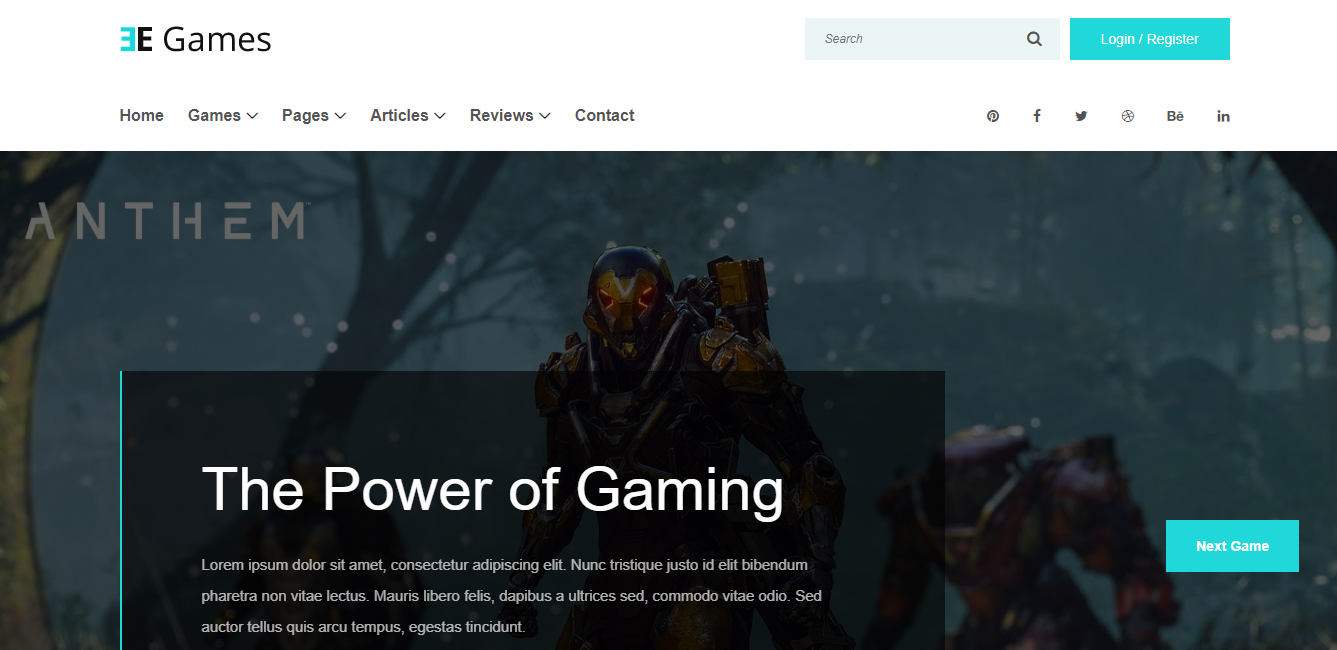 ƎE Games
Search
Login / Register
Home Games Pages Articles Reviews Contact
Bē in
ANTHEM™
The Power of Gaming
Lorem ipsum dolor sit amet, consectetur adipiscing elit. Nunc tristique justo id elit bibendum
pharetra non vitae lectus. Mauris libero felis, dapibus a ultrices sed, commodo vitae odio. Sed
auctor tellus quis arcu tempus, egestas tincidunt.
Next Game